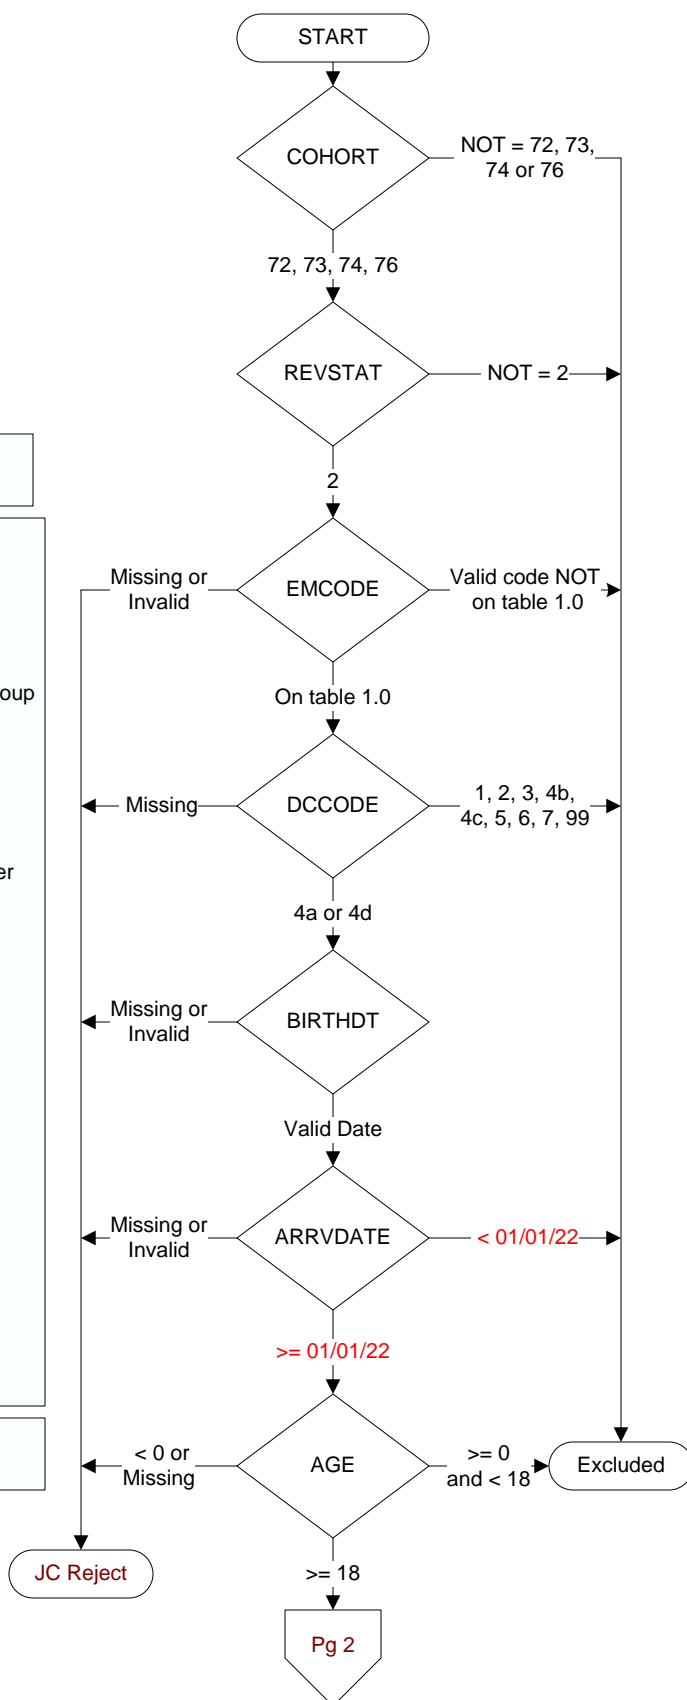 START
COHORT
NOT = 72, 73,
74 or 76
72, 73, 74, 76
REVSTAT
NOT = 2
2
Missing or
Invalid
EMCODE
Valid code NOT
on table 1.0
oup
On table 1.0
Missing
DCCODE
1, 2, 3, 4b,
4c, 5, 6, 7, 99
er
4a or 4d
Missing or
Invalid
BIRTHDT
Valid Date
Missing or
Invalid
ARRVDATE
< 01/01/22
>= 01/01/22
< 0 or
Missing
AGE
>= 0
and < 18
Excluded
JC Reject
>= 18
Pg 2